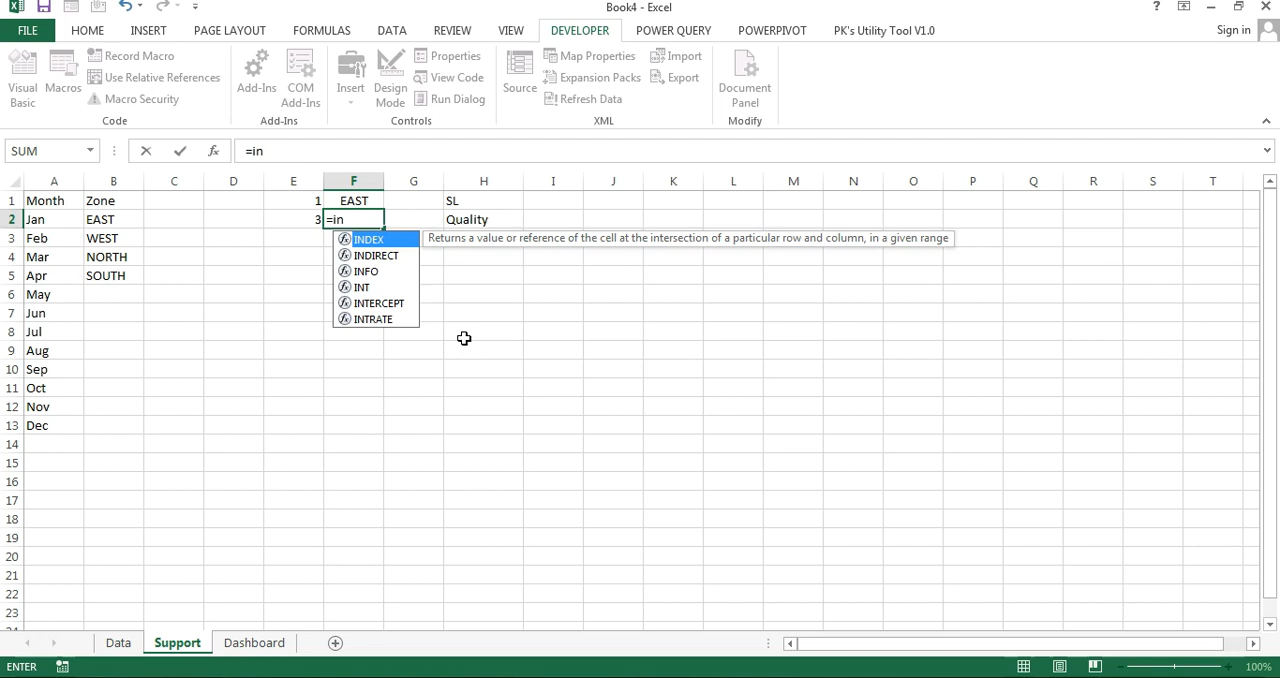 Book4 - Excel
?
FILE HOME INSERT PAGE LAYOUT FORMULAS DATA REVIEW VIEW DEVELOPER POWER QUERY POWERPIVOT PK's Utility Tool V1.0 Sign in
Visual Basic
Macros
Record Macro
Use Relative References
Macro Security
Code
Add-Ins
COM Add-Ins
Add-Ins
Insert
Design Mode
Properties
View Code
Run Dialog
Controls
Source
Map Properties
Expansion Packs
Refresh Data
Import
Export
XML
Document Panel
Modify
SUM fx =in
A B C D E F G H I J K L M N O P Q R S T
1 Month Zone 1 EAST SL
2 Jan EAST 3 =in Quality
3 Feb WEST
4 Mar NORTH
5 Apr SOUTH
6 May
7 Jun
8 Jul
9 Aug
10 Sep
11 Oct
12 Nov
13 Dec
14
15
16
17
18
19
20
21
22
23
INDEX
INDIRECT
INFO
INT
INTERCEPT
INTRATE
Returns a value or reference of the cell at the intersection of a particular row and column, in a given range
Data Support Dashboard
ENTER 100%